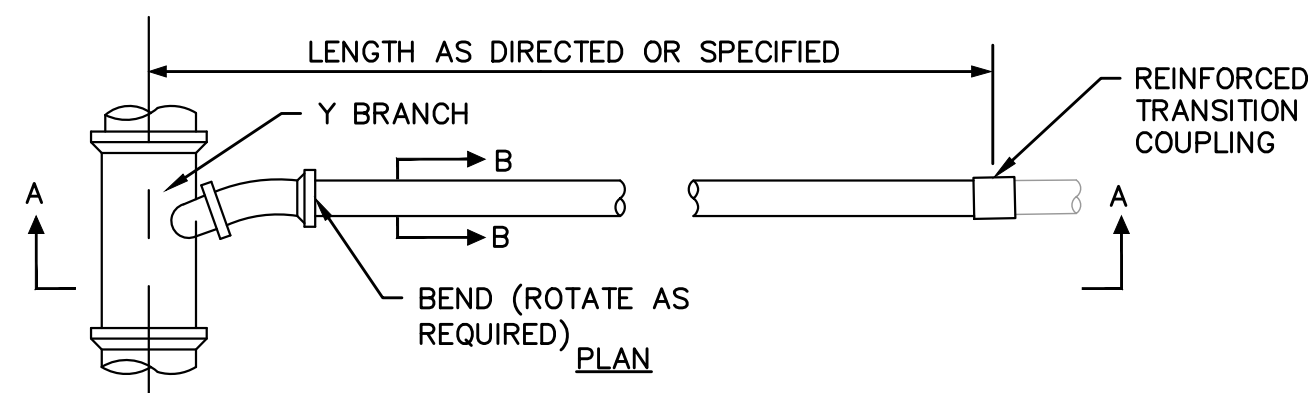 LENGTH AS DIRECTED OR SPECIFIED
REINFORCED
TRANSITION
COUPLING
Y BRANCH
B
A
A
B
BEND (ROTATE AS
REQUIRED)
PLAN